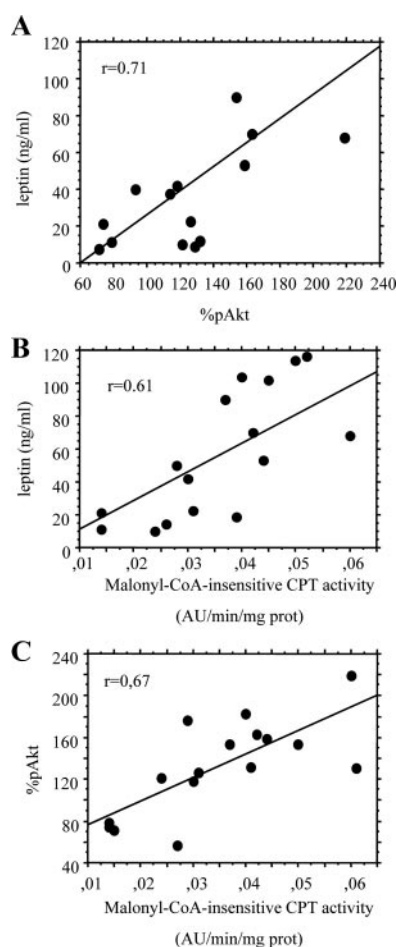 A
r=0.71
leptin (ng/ml)
120
100
80
60
40
20
0
60 80 100 120 140 160 180 200 220 240
%pAkt
B
r=0.61
leptin (ng/ml)
120
100
80
60
40
20
0
,01 ,02 ,03 ,04 ,05 ,06
Malonyl-CoA-insensitive CPT activity
(AU/min/mg prot)
C
r=0,67
%pAkt
240
200
160
120
80
40
,01 ,02 ,03 ,04 ,05 ,06
Malonyl-CoA-insensitive CPT activity
(AU/min/mg prot)